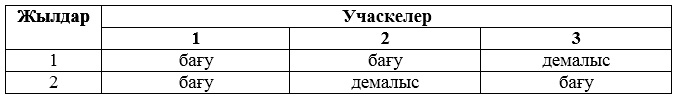 Жылдар Учаскелер
1 2 3
1 бағу бағу демалыс
2 бағу демалыс бағу